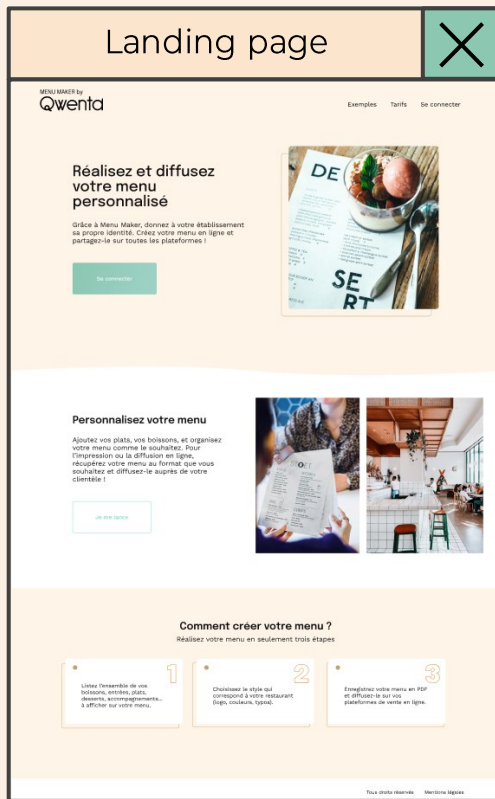 Landing page
MENU MAKER by
Qwenta
Exemples Tarifs Se connecter
Réalisez et diffusez
votre menu
personnalisé
Grâce à Menu Maker, donnez à votre établissement
sa propre identité. Créez votre menu en ligne et
partagez-le sur toutes les plateformes !
Se connecter
DE
SE
RT
Personnalisez votre menu
Ajoutez vos plats, vos boissons, et organisez
votre menu comme le souhaitez. Pour
l'impression ou la diffusion en ligne,
récupérez votre menu au format que vous
souhaitez et diffusez-le auprès de votre
clientèle !
Je me lance
Comment créer votre menu ?
Réalisez votre menu en seulement trois étapes
1
Listez l'ensemble de vos
boissons, entrées, plats,
desserts, accompagnements...
à afficher sur votre menu.
2
Choisissez le style qui
correspond à votre restaurant
(logo, couleurs, typos).
3
Enregistrez votre menu en PDF
et diffusez-le sur vos
plateformes de vente en ligne.
Tous droits réservés Mentions légales